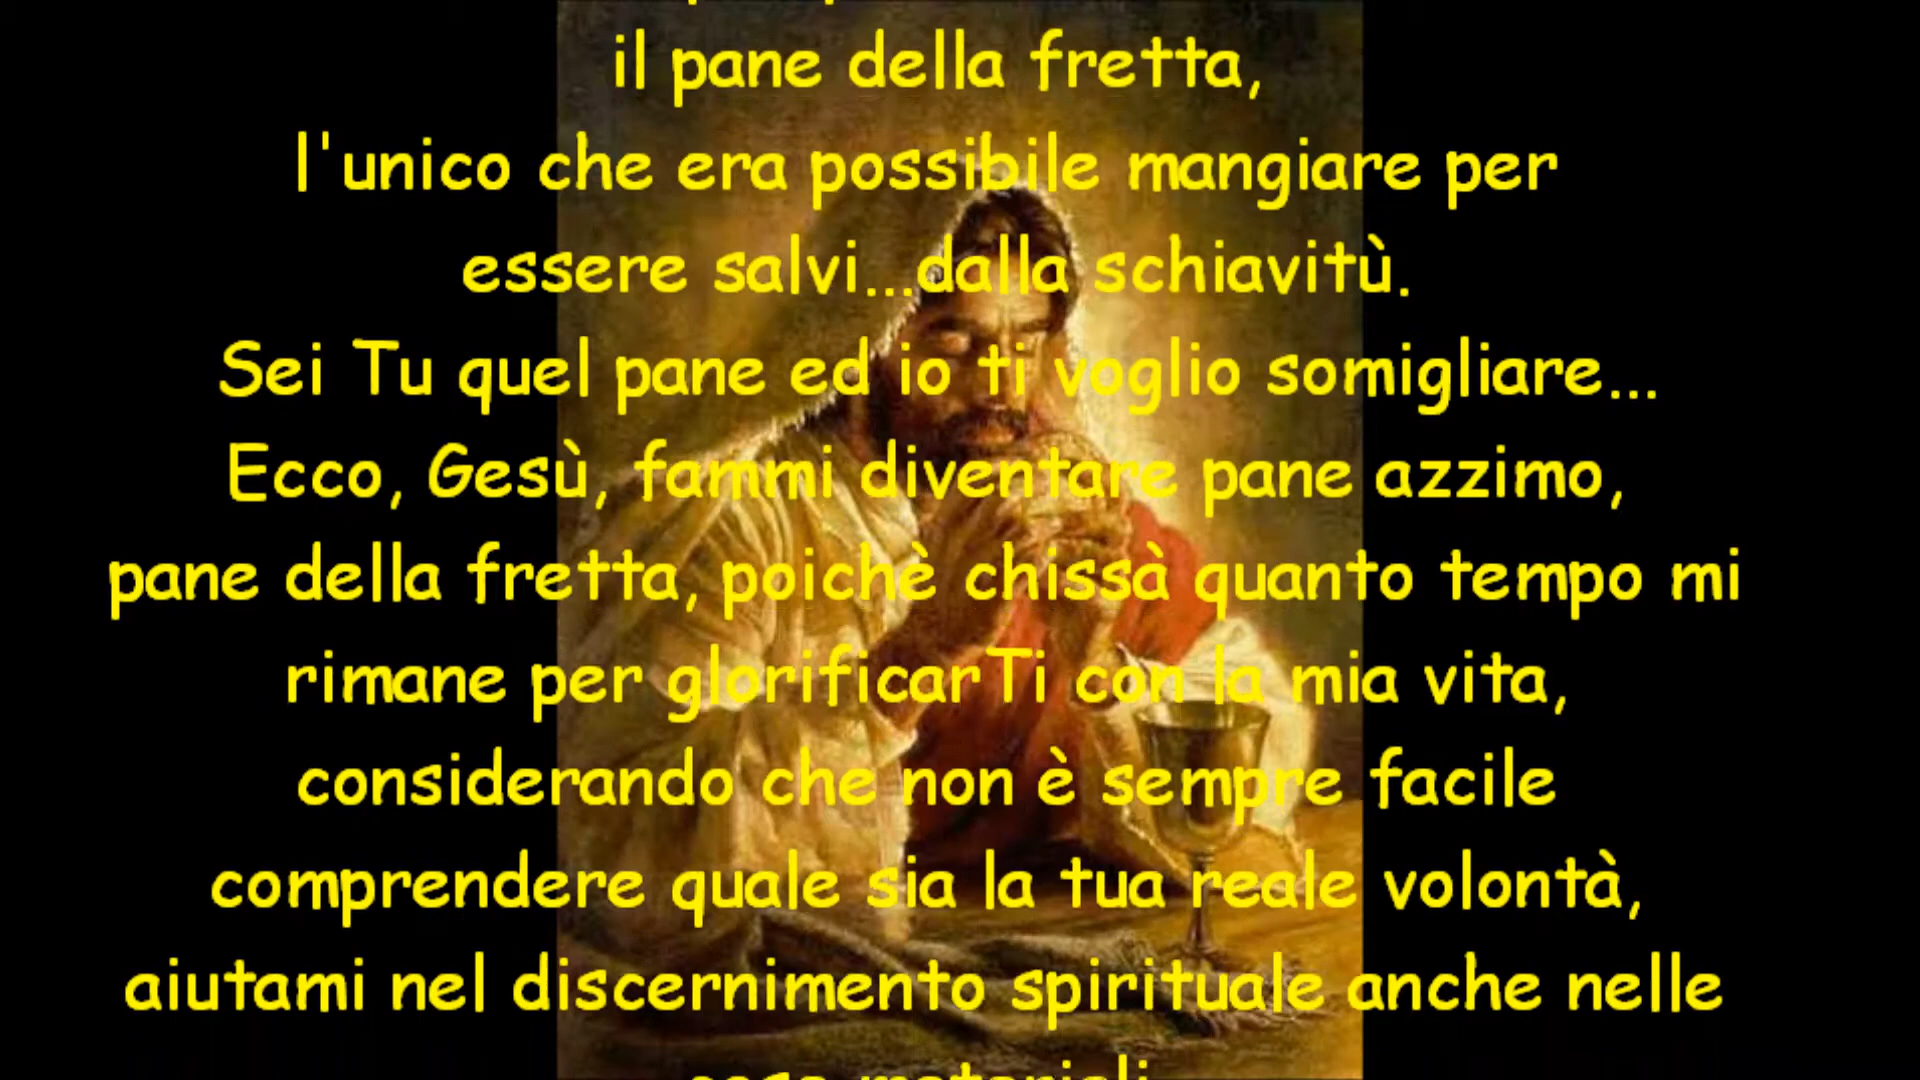 il pane della fretta,
l'unico che era possibile mangiare per
essere salvi...dalla schiavitù.
Sei Tu quel pane ed io ti voglio somigliare...
Ecco, Gesù, fammi diventare pane azzimo,
pane della fretta, poichè chissà quanto tempo mi
rimane per glorificarTi con la mia vita,
considerando che non è sempre facile
comprendere quale sia la tua reale volontà,
aiutami nel discernimento spirituale anche nelle
cose materiali